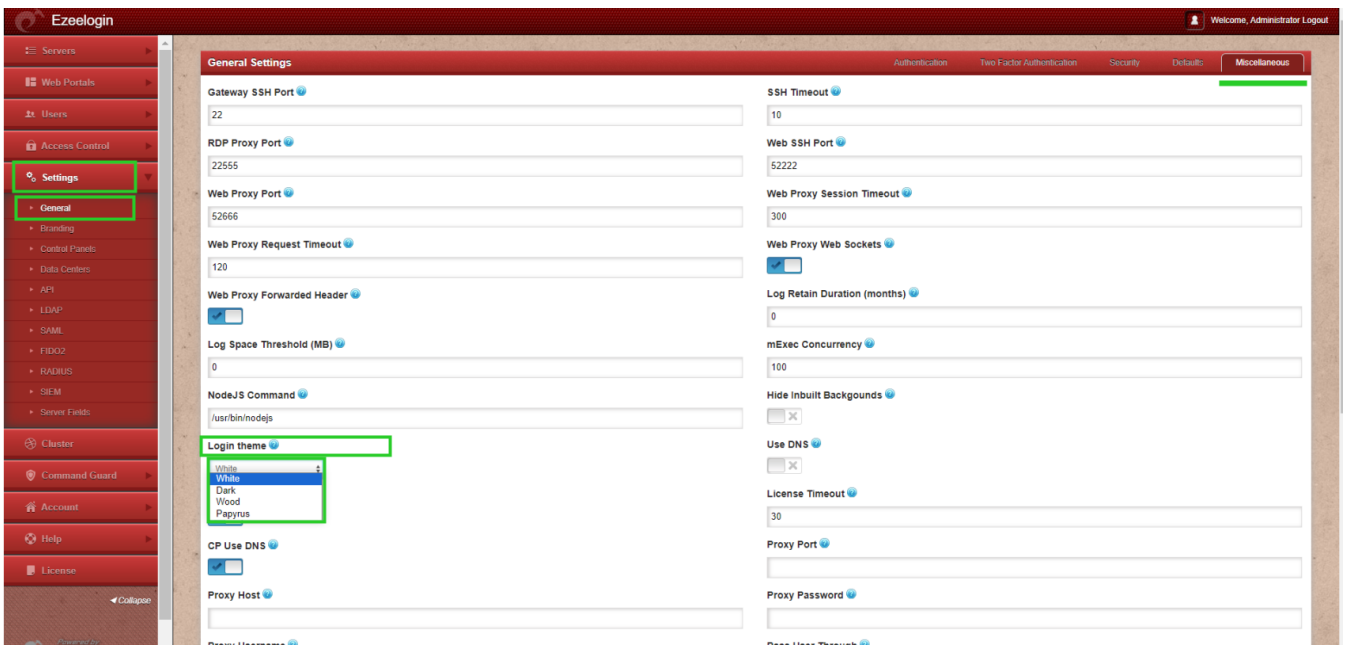 Ezeelogin
Welcome, Administrator Logout
Servers
Web Portals
Users
Access Control
Settings
General
Branding
Control Panels
Data Centers
API
LDAP
SAML
FIDO2
RADIUS
SIEM
Server Fields
Cluster
Command Guard
Account
Help
License
Collapse
General Settings
Authentication
Two Factor Authentication
Security
Defaults
Miscellaneous
Gateway SSH Port
22
SSH Timeout
10
RDP Proxy Port
22555
Web SSH Port
52222
Web Proxy Port
52666
Web Proxy Session Timeout
300
Web Proxy Request Timeout
120
Web Proxy Web Sockets
Web Proxy Forwarded Header
Log Retain Duration (months)
0
Log Space Threshold (MB)
0
mExec Concurrency
100
NodeJS Command
/usr/bin/nodejs
Hide Inbuilt Backgounds
Login theme
White
White
Dark
Wood
Papyrus
Use DNS
License Timeout
30
CP Use DNS
Proxy Port
Proxy Host
Proxy Password
Proxy Username
Pass User Through